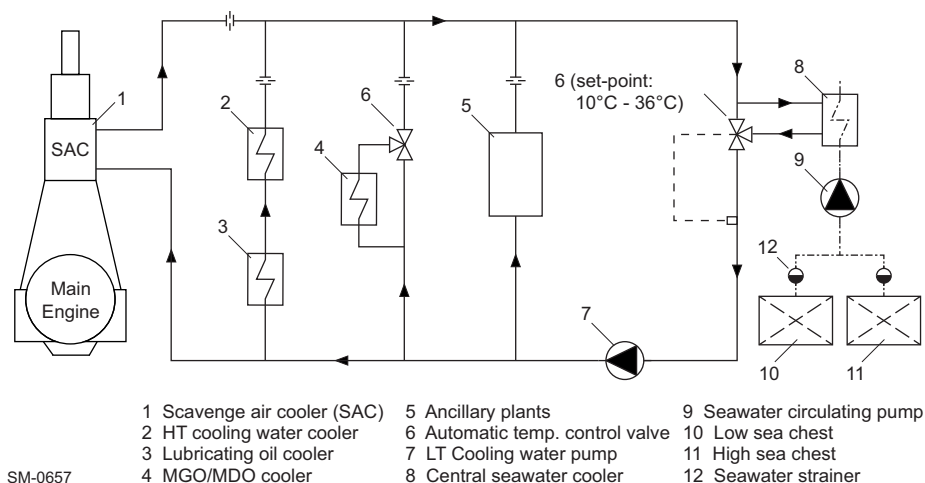 1
SAC
Main
Engine
2
3
6
4
5
6 (set-point:
10°C - 36°C)
8
9
7
12
10
11
1 Scavenge air cooler (SAC)
2 HT cooling water cooler
3 Lubricating oil cooler
4 MGO/MDO cooler
5 Ancillary plants
6 Automatic temp. control valve
7 LT Cooling water pump
8 Central seawater cooler
9 Seawater circulating pump
10 Low sea chest
11 High sea chest
12 Seawater strainer
SM-0657